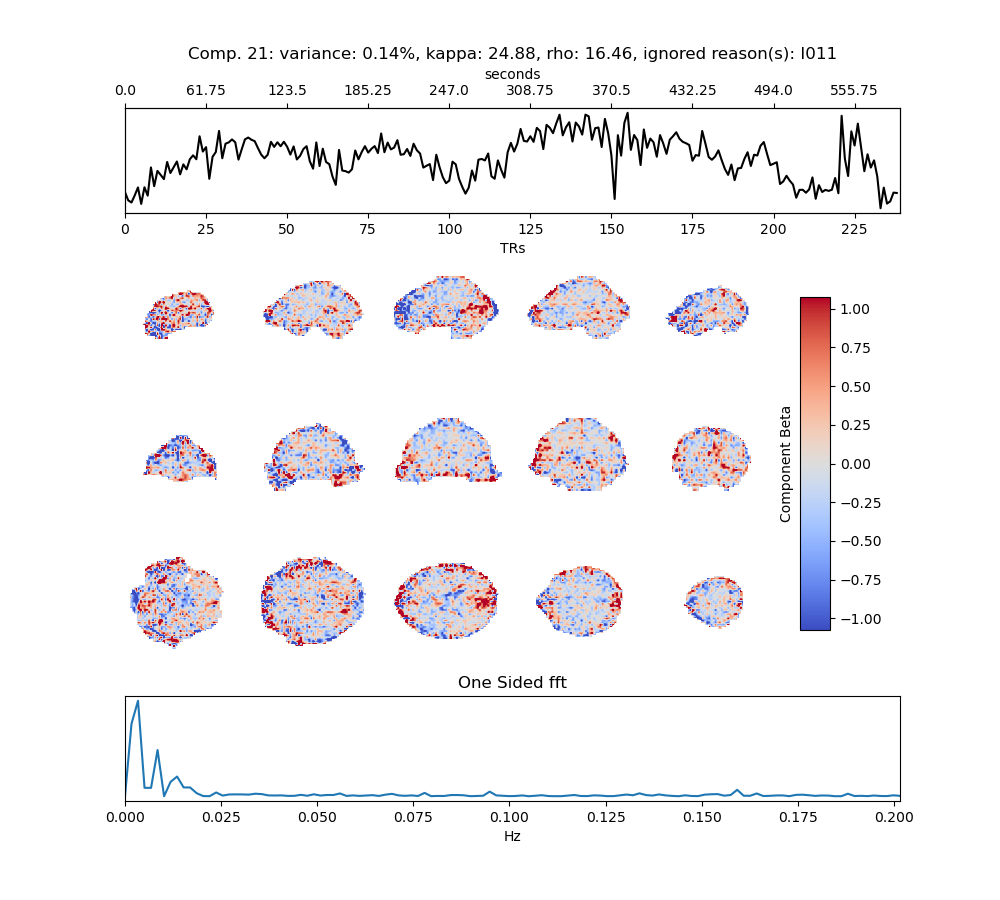 Comp. 21: variance: 0.14%, kappa: 24.88, rho: 16.46, ignored reason(s): I011
seconds
0.0 61.75 123.5 185.25 247.0 308.75 370.5 432.25 494.0 555.75
0 25 50 75 100 125 150 175 200 225
TRs
1.00
0.75
0.50
0.25
0.00
−0.25
−0.50
−0.75
−1.00
Component Beta
One Sided fft
0.000 0.025 0.050 0.075 0.100 0.125 0.150 0.175 0.200
Hz